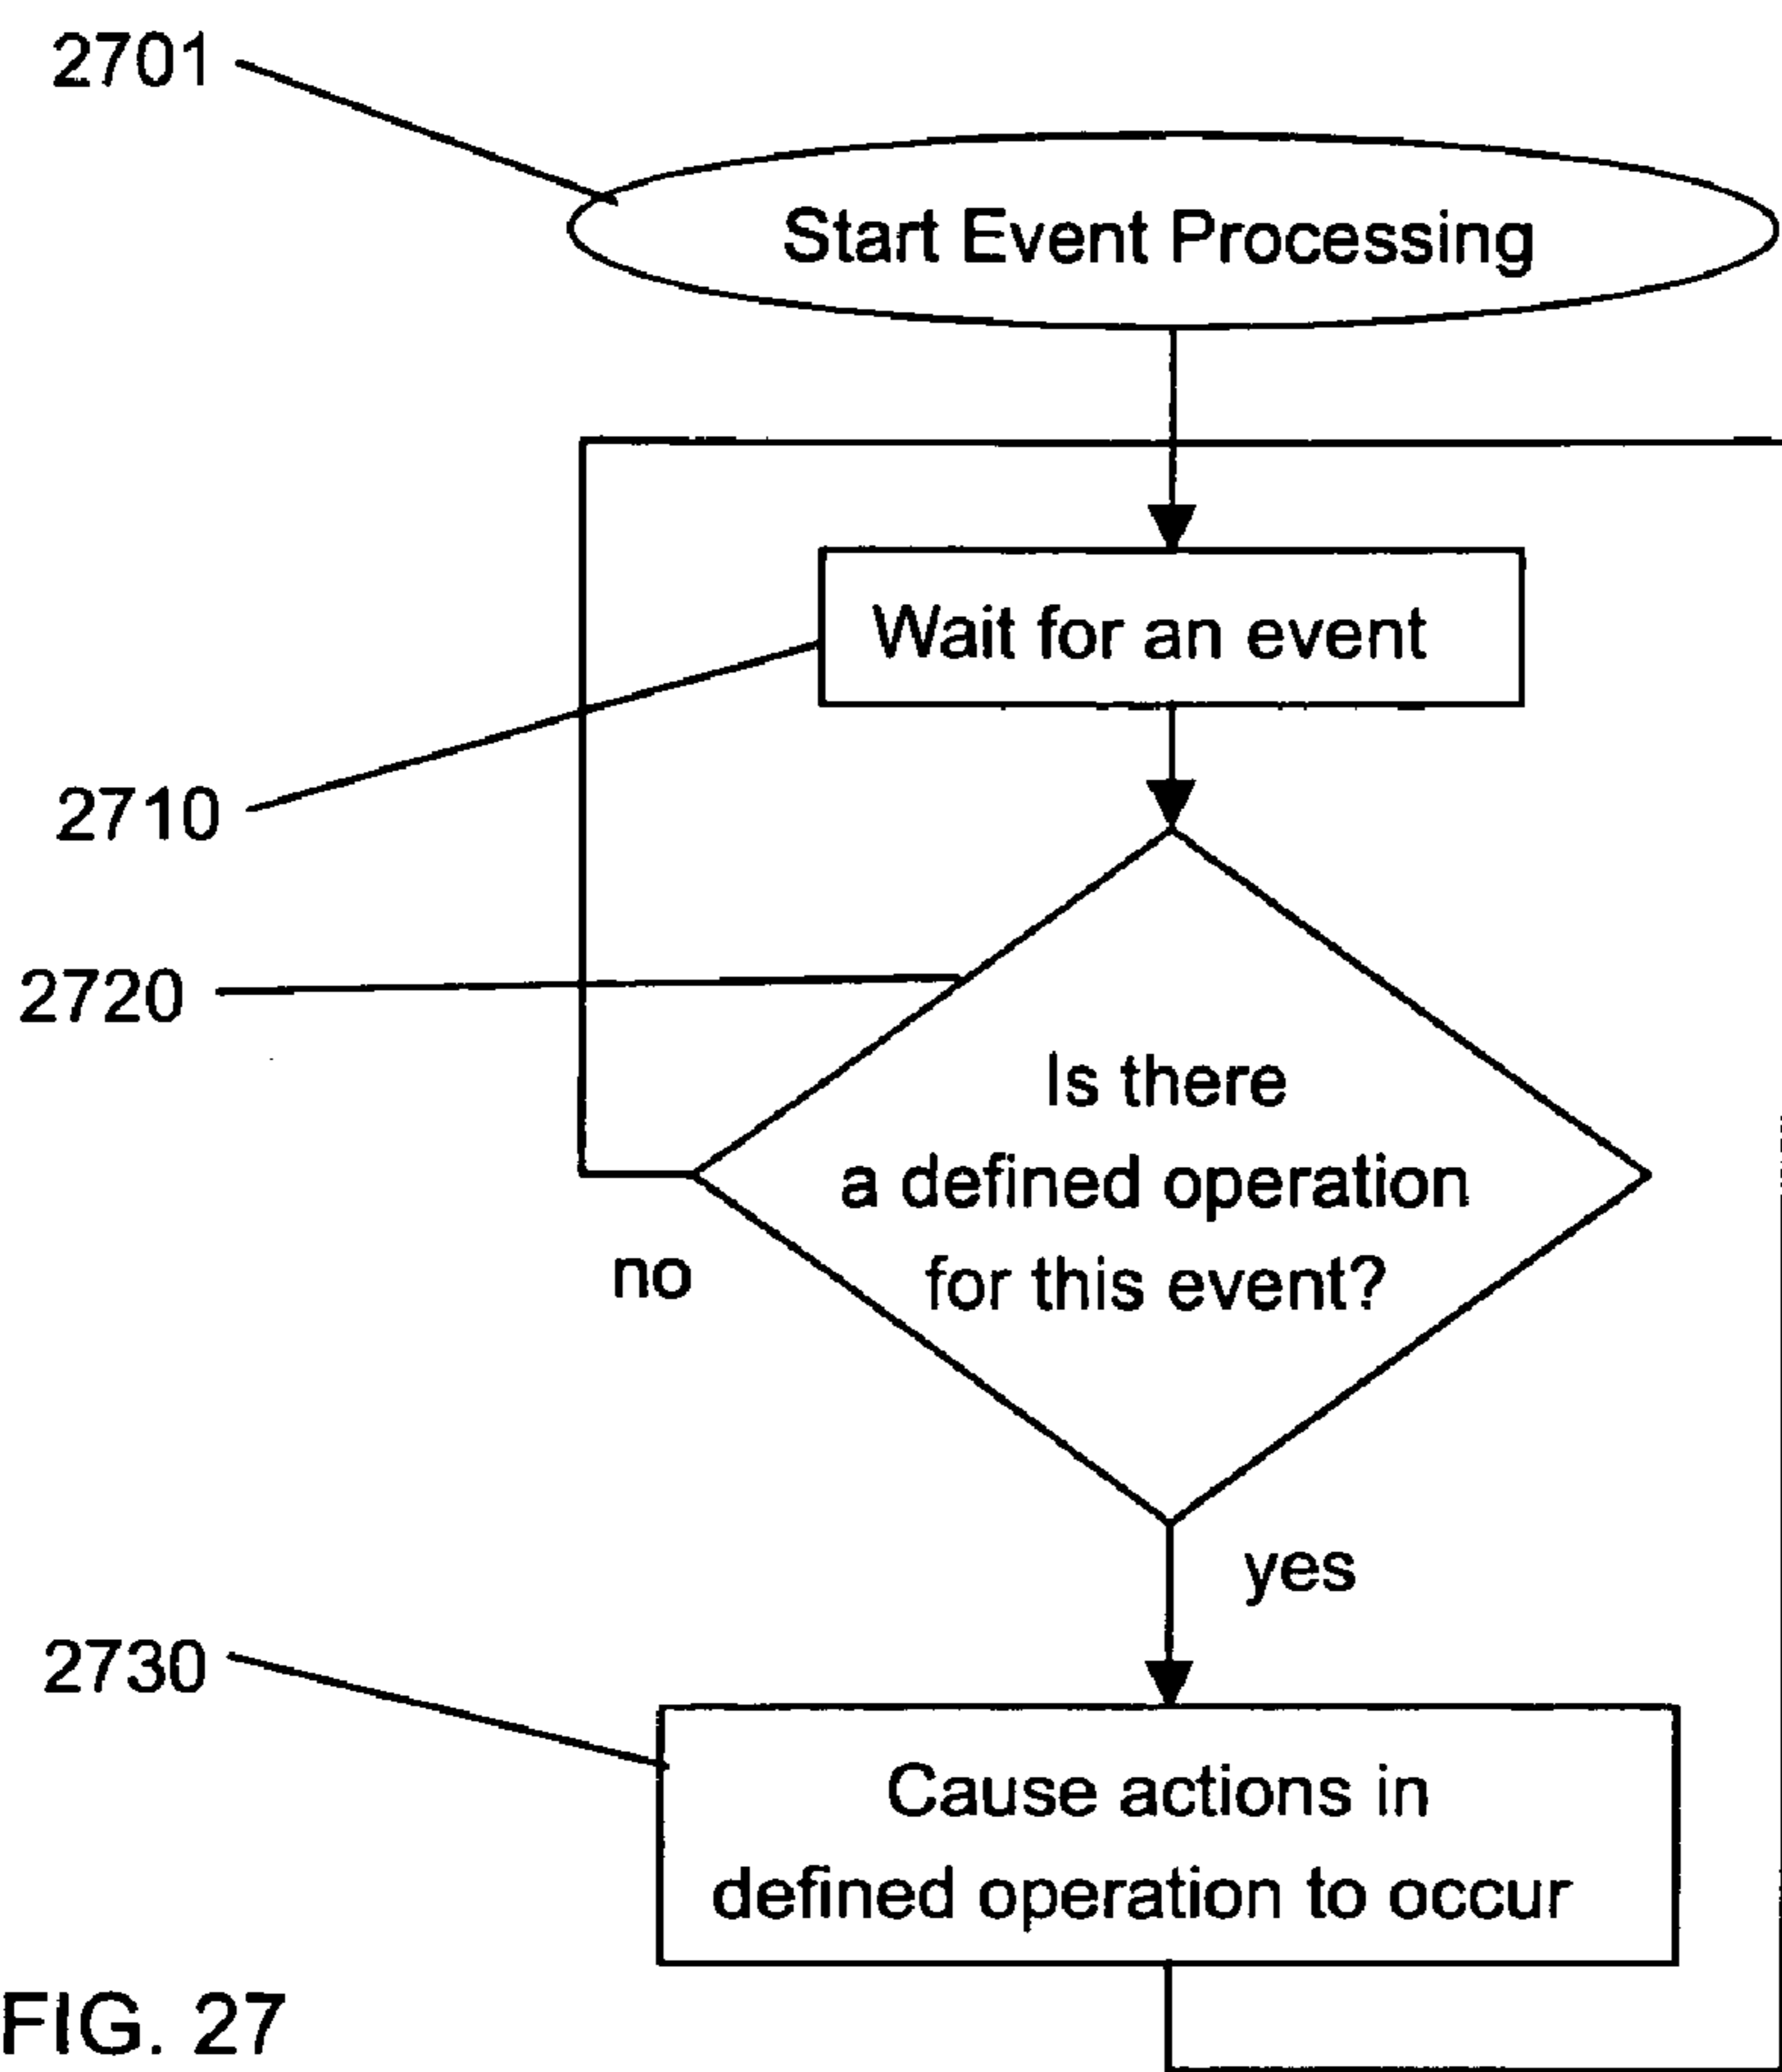 2701
Start Event Processing
Wait for an event
2710
2720
Is there
a defined operation
for this event?
no
yes
2730
Cause actions in
defined operation to occur
FIG. 27